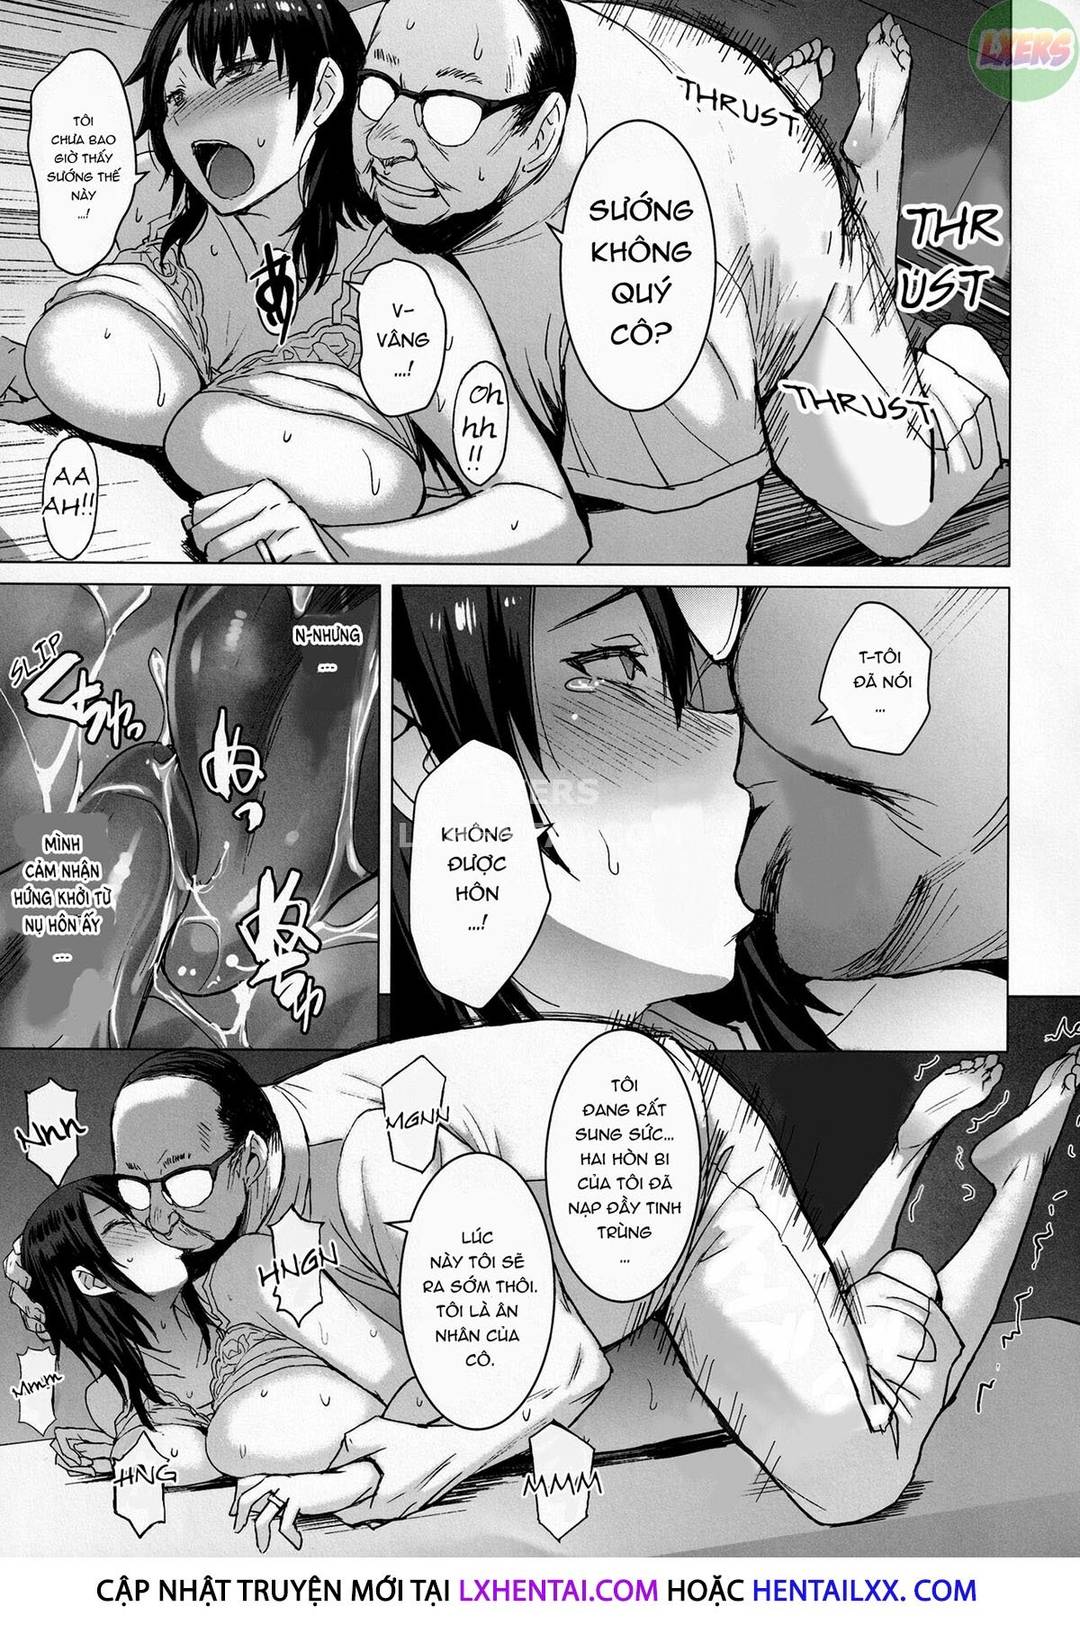 LXERS
THRUST
THR
UST
THRUST
SƯỚNG
KHÔNG
QUÝ
CÔ?
TÔI
CHƯA BAO
GIỜ THẤY
SƯỚNG THẾ
NÀY
...!
あ
V-
VÂNG
...!
Oh
hh
!!
AA
AH!!
T-TÔI
ĐÃ NÓI
...
KHÔNG
ĐƯỢC
HÔN
...!
N-NHƯNG
...
SLIP
MÌNH
CẢM NHẬN
HỨNG KHỞI TỪ
NỤ HÔN ẤY
...
TÔI
ĐANG RẤT
SUNG SỨC...
HAI HÒN BI
CỦA TÔI ĐÃ
NẠP ĐẦY TINH
TRÙNG
...
LÚC
NÀY TÔI SẼ
RA SỚM THÔI.
TÔI LÀ ÂN
NHÂN CỦA
CÔ.
MGNN
Nnn
HNGN
Mmm
HNG
MMM
CẬP NHẬT TRUYỆN MỚI TẠI LXHENTAI.COM HOẶC HENTAILXX. COM